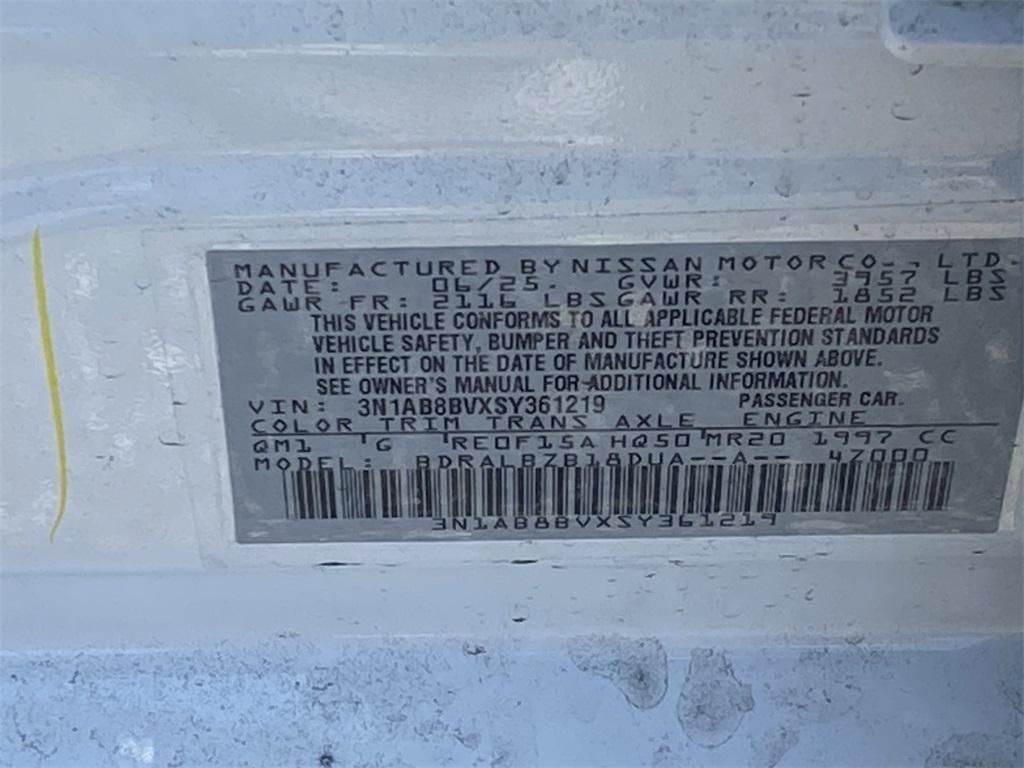 MANUFACTURED BY NISSAN MOTOR CO., LTD.
DATE: 06/25. GVWR: 3957 LBS
GAWR FR: 2116 LBS GAWR RR: 1852 LBS
THIS VEHICLE CONFORMS TO ALL APPLICABLE FEDERAL MOTOR
VEHICLE SAFETY, BUMPER AND THEFT PREVENTION STANDARDS
IN EFFECT ON THE DATE OF MANUFACTURE SHOWN ABOVE.
SEE OWNER'S MANUAL FOR ADDITIONAL INFORMATION.
VIN: 3N1AB8BVXSY361219 PASSENGER CAR.
COLOR TRIM TRANS AXLE ENGINE
QM1 G RE0F15A HQ50 MR20 1997 CC
MODEL: BDRALBZB18DUA--A-- 47000
3N1AB8BVXSY361219